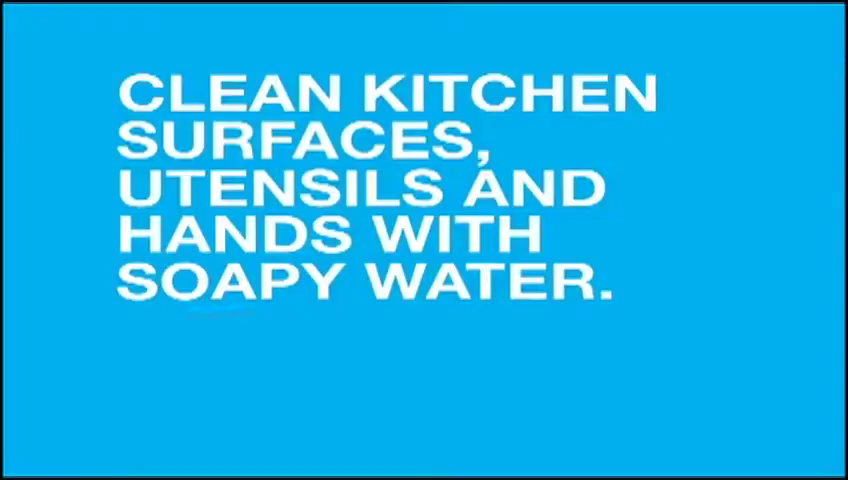 CLEAN KITCHEN
SURFACES,
UTENSILS AND
HANDS WITH
SOAPY WATER.